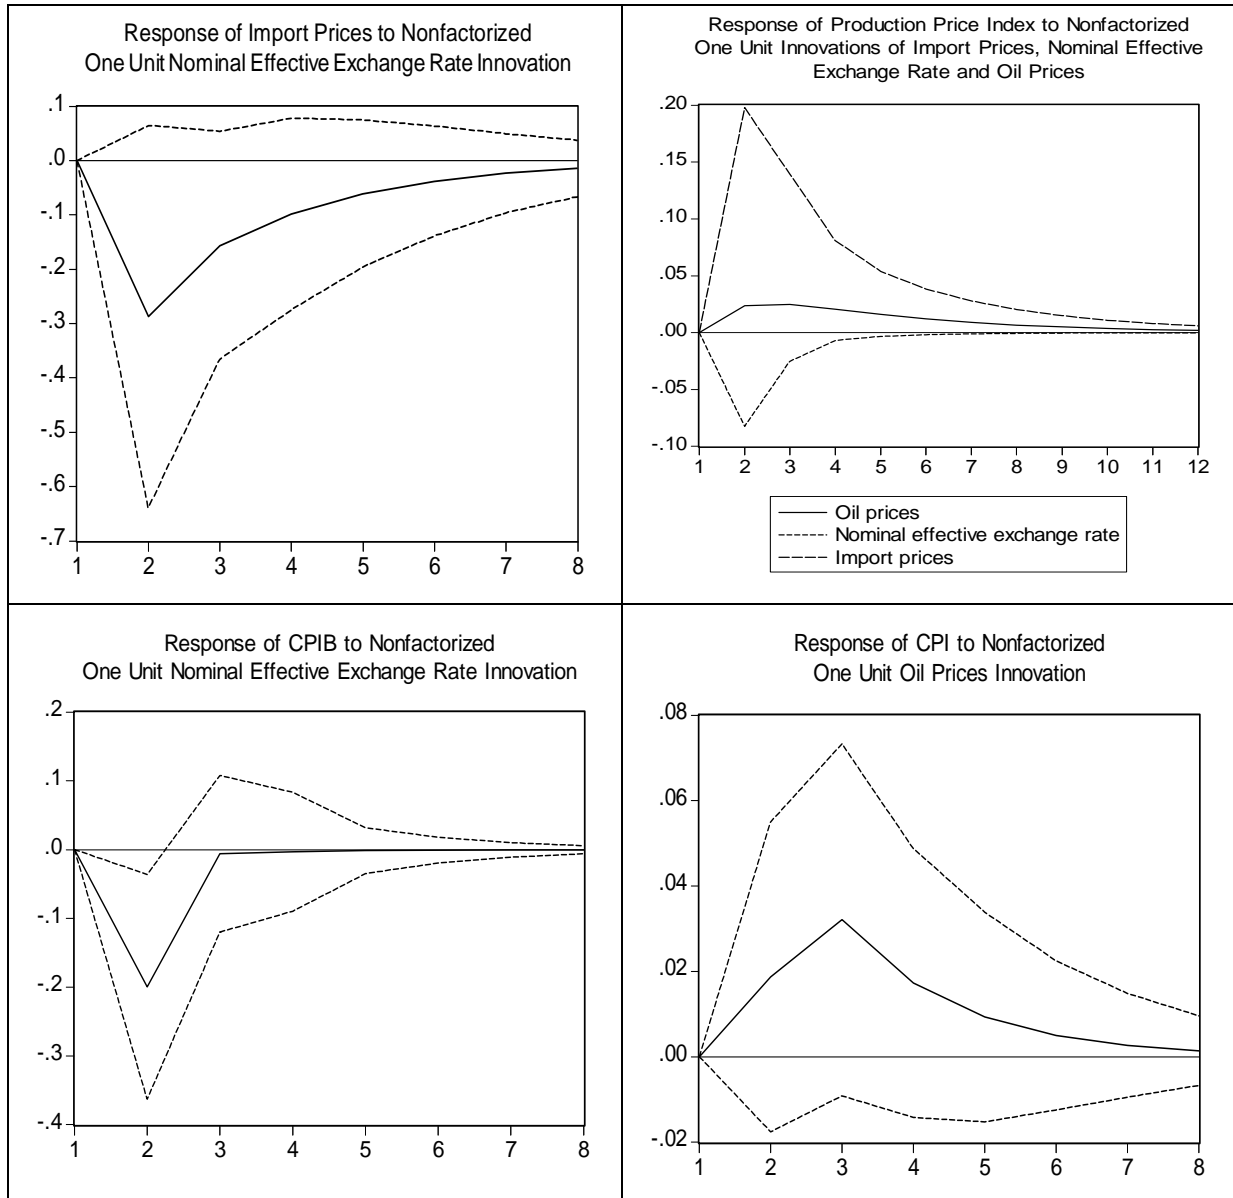 Response of Import Prices to Nonfactorized
One Unit Nominal Effective Exchange Rate Innovation
.1
.0
-.1
-.2
-.3
-.4
-.5
-.6
-.7
1 2 3 4 5 6 7 8
Response of Production Price Index to Nonfactorized
One Unit Innovations of Import Prices, Nominal Effective
Exchange Rate and Oil Prices
.20
.15
.10
.05
.00
-.05
-.10
1 2 3 4 5 6 7 8 9 10 11 12
Oil prices
Nominal effective exchange rate
Import prices
Response of CPIB to Nonfactorized
One Unit Nominal Effective Exchange Rate Innovation
.2
.1
.0
-.1
-.2
-.3
-.4
1 2 3 4 5 6 7 8
Response of CPI to Nonfactorized
One Unit Oil Prices Innovation
.08
.06
.04
.02
.00
-.02
1 2 3 4 5 6 7 8